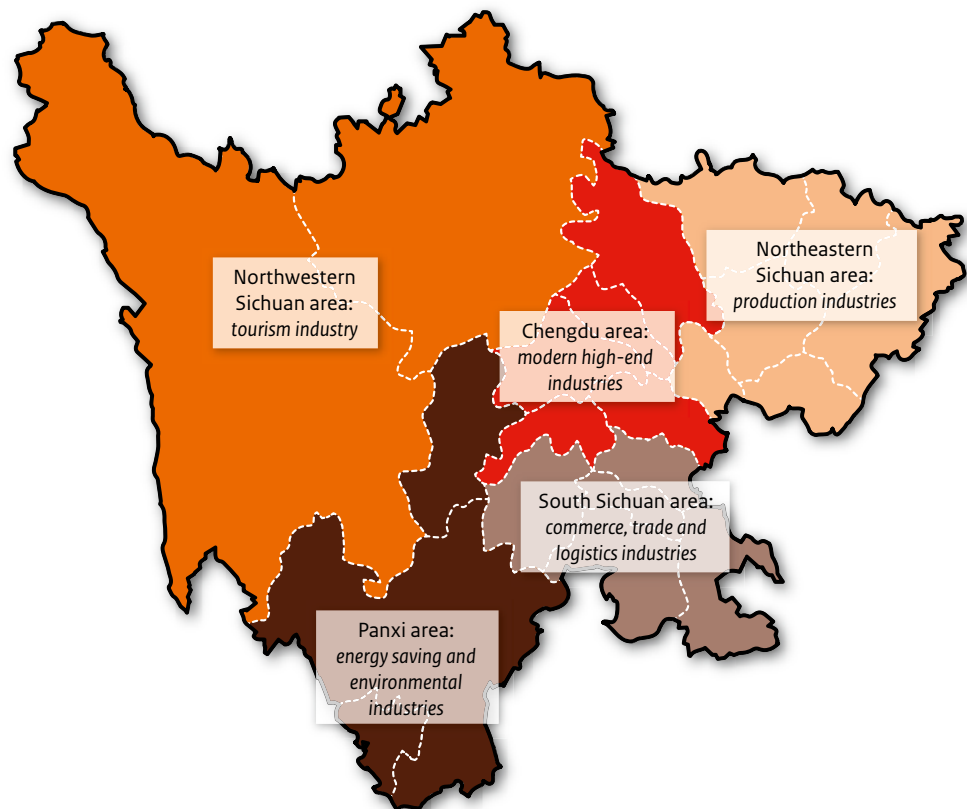 Northwestern
Sichuan area:
tourism industry
Northeastern
Sichuan area:
production industries
Chengdu area:
modern high-end
industries
South Sichuan area:
commerce, trade and
logistics industries
Panxi area:
energy saving and
environmental
industries